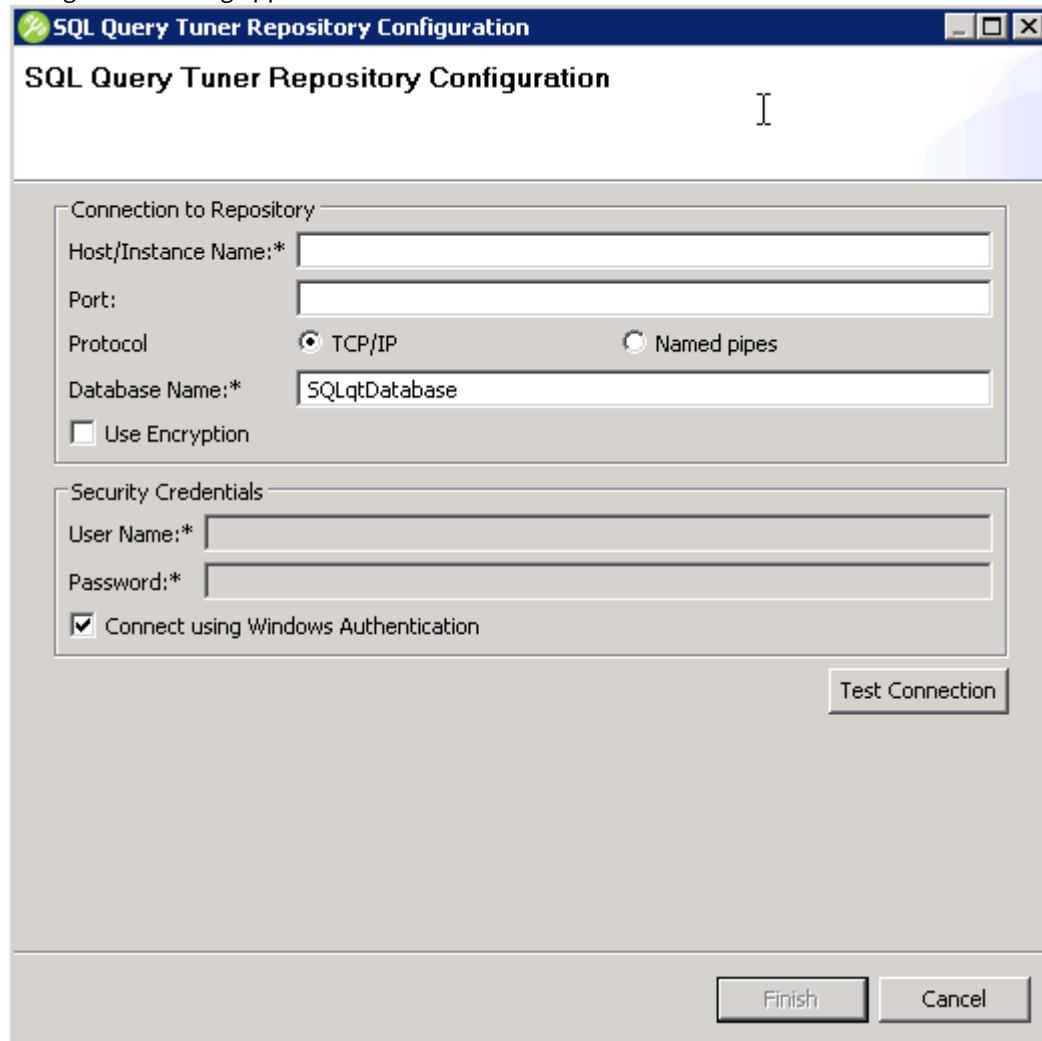 SQL Query Tuner Repository Configuration
SQL Query Tuner Repository Configuration
Connection to Repository
Host/Instance Name:*
Port:
Protocol TCP/IP Named pipes
Database Name:* SQLqtDatabase
Use Encryption
Security Credentials
User Name:*
Password:*
Connect using Windows Authentication
Test Connection
Finish Cancel